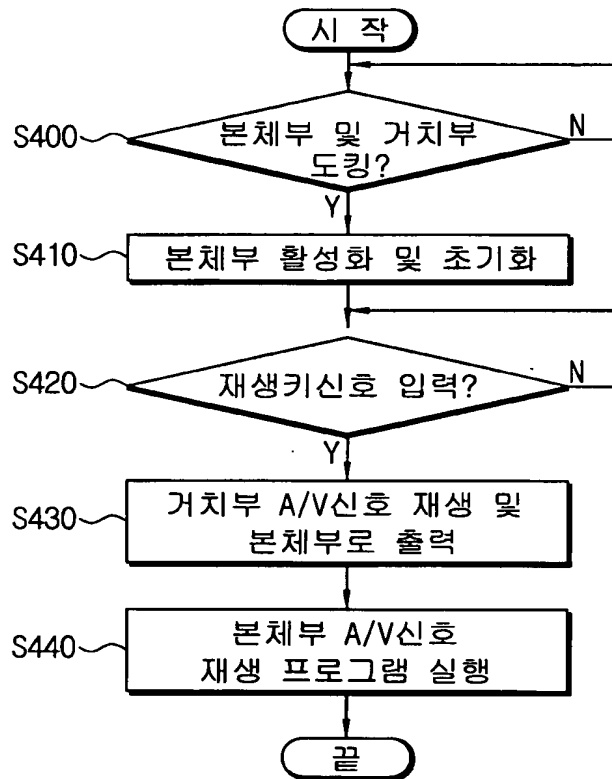 시 작
S400
본체부 및 거치부
도킹?
N
Y
S410
본체부 활성화 및 초기화
S420
재생키신호 입력?
N
Y
S430
거치부 A/V신호 재생 및
본체부로 출력
S440
본체부 A/V신호
재생 프로그램 실행
끝